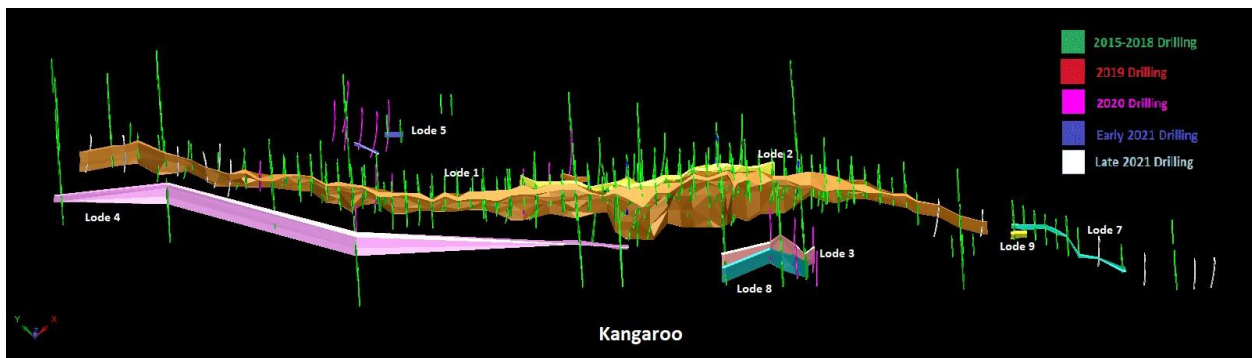 2015-2018 Drilling
2019 Drilling
2020 Drilling
Early 2021 Drilling
Late 2021 Drilling
Lode 5
Lode 2
Lode 1
Lode 4
Lode 7
Lode 9
Lode 3
Lode 8
Y Z X
Kangaroo